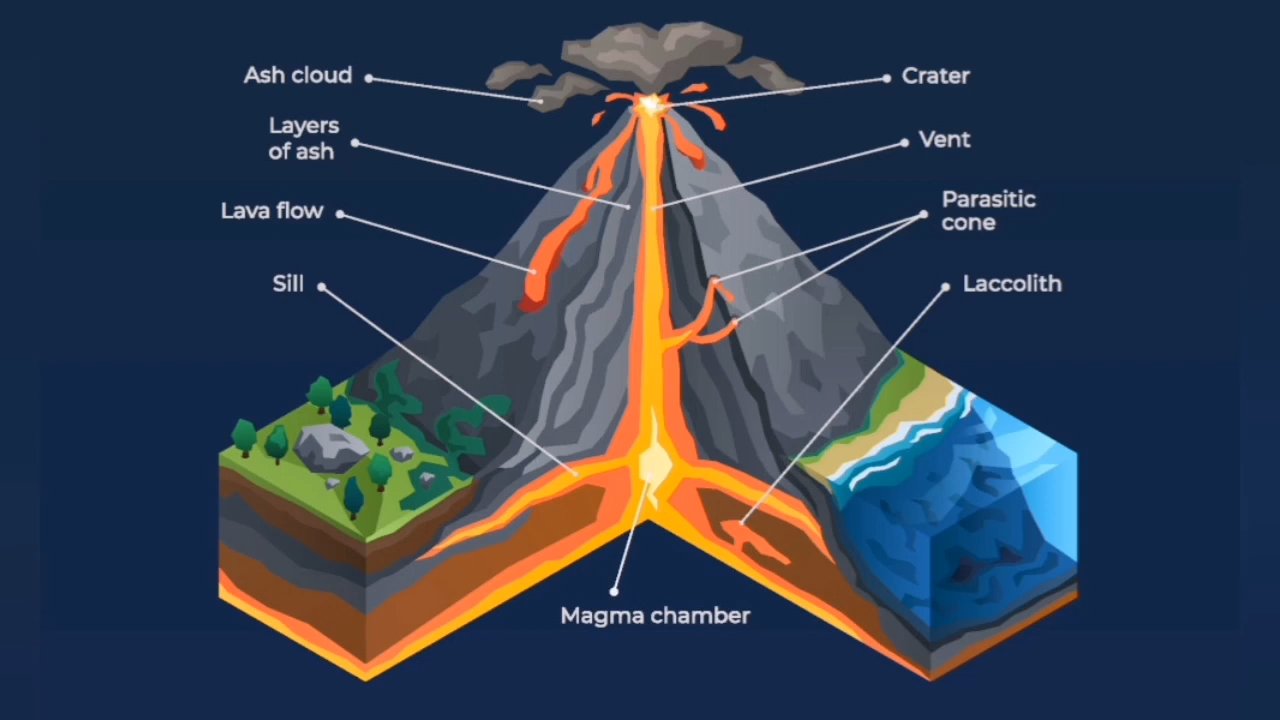 Ash cloud
Crater
Layers
of ash
Vent
Lava flow
Parasitic
cone
Sill
Laccolith
Magma chamber